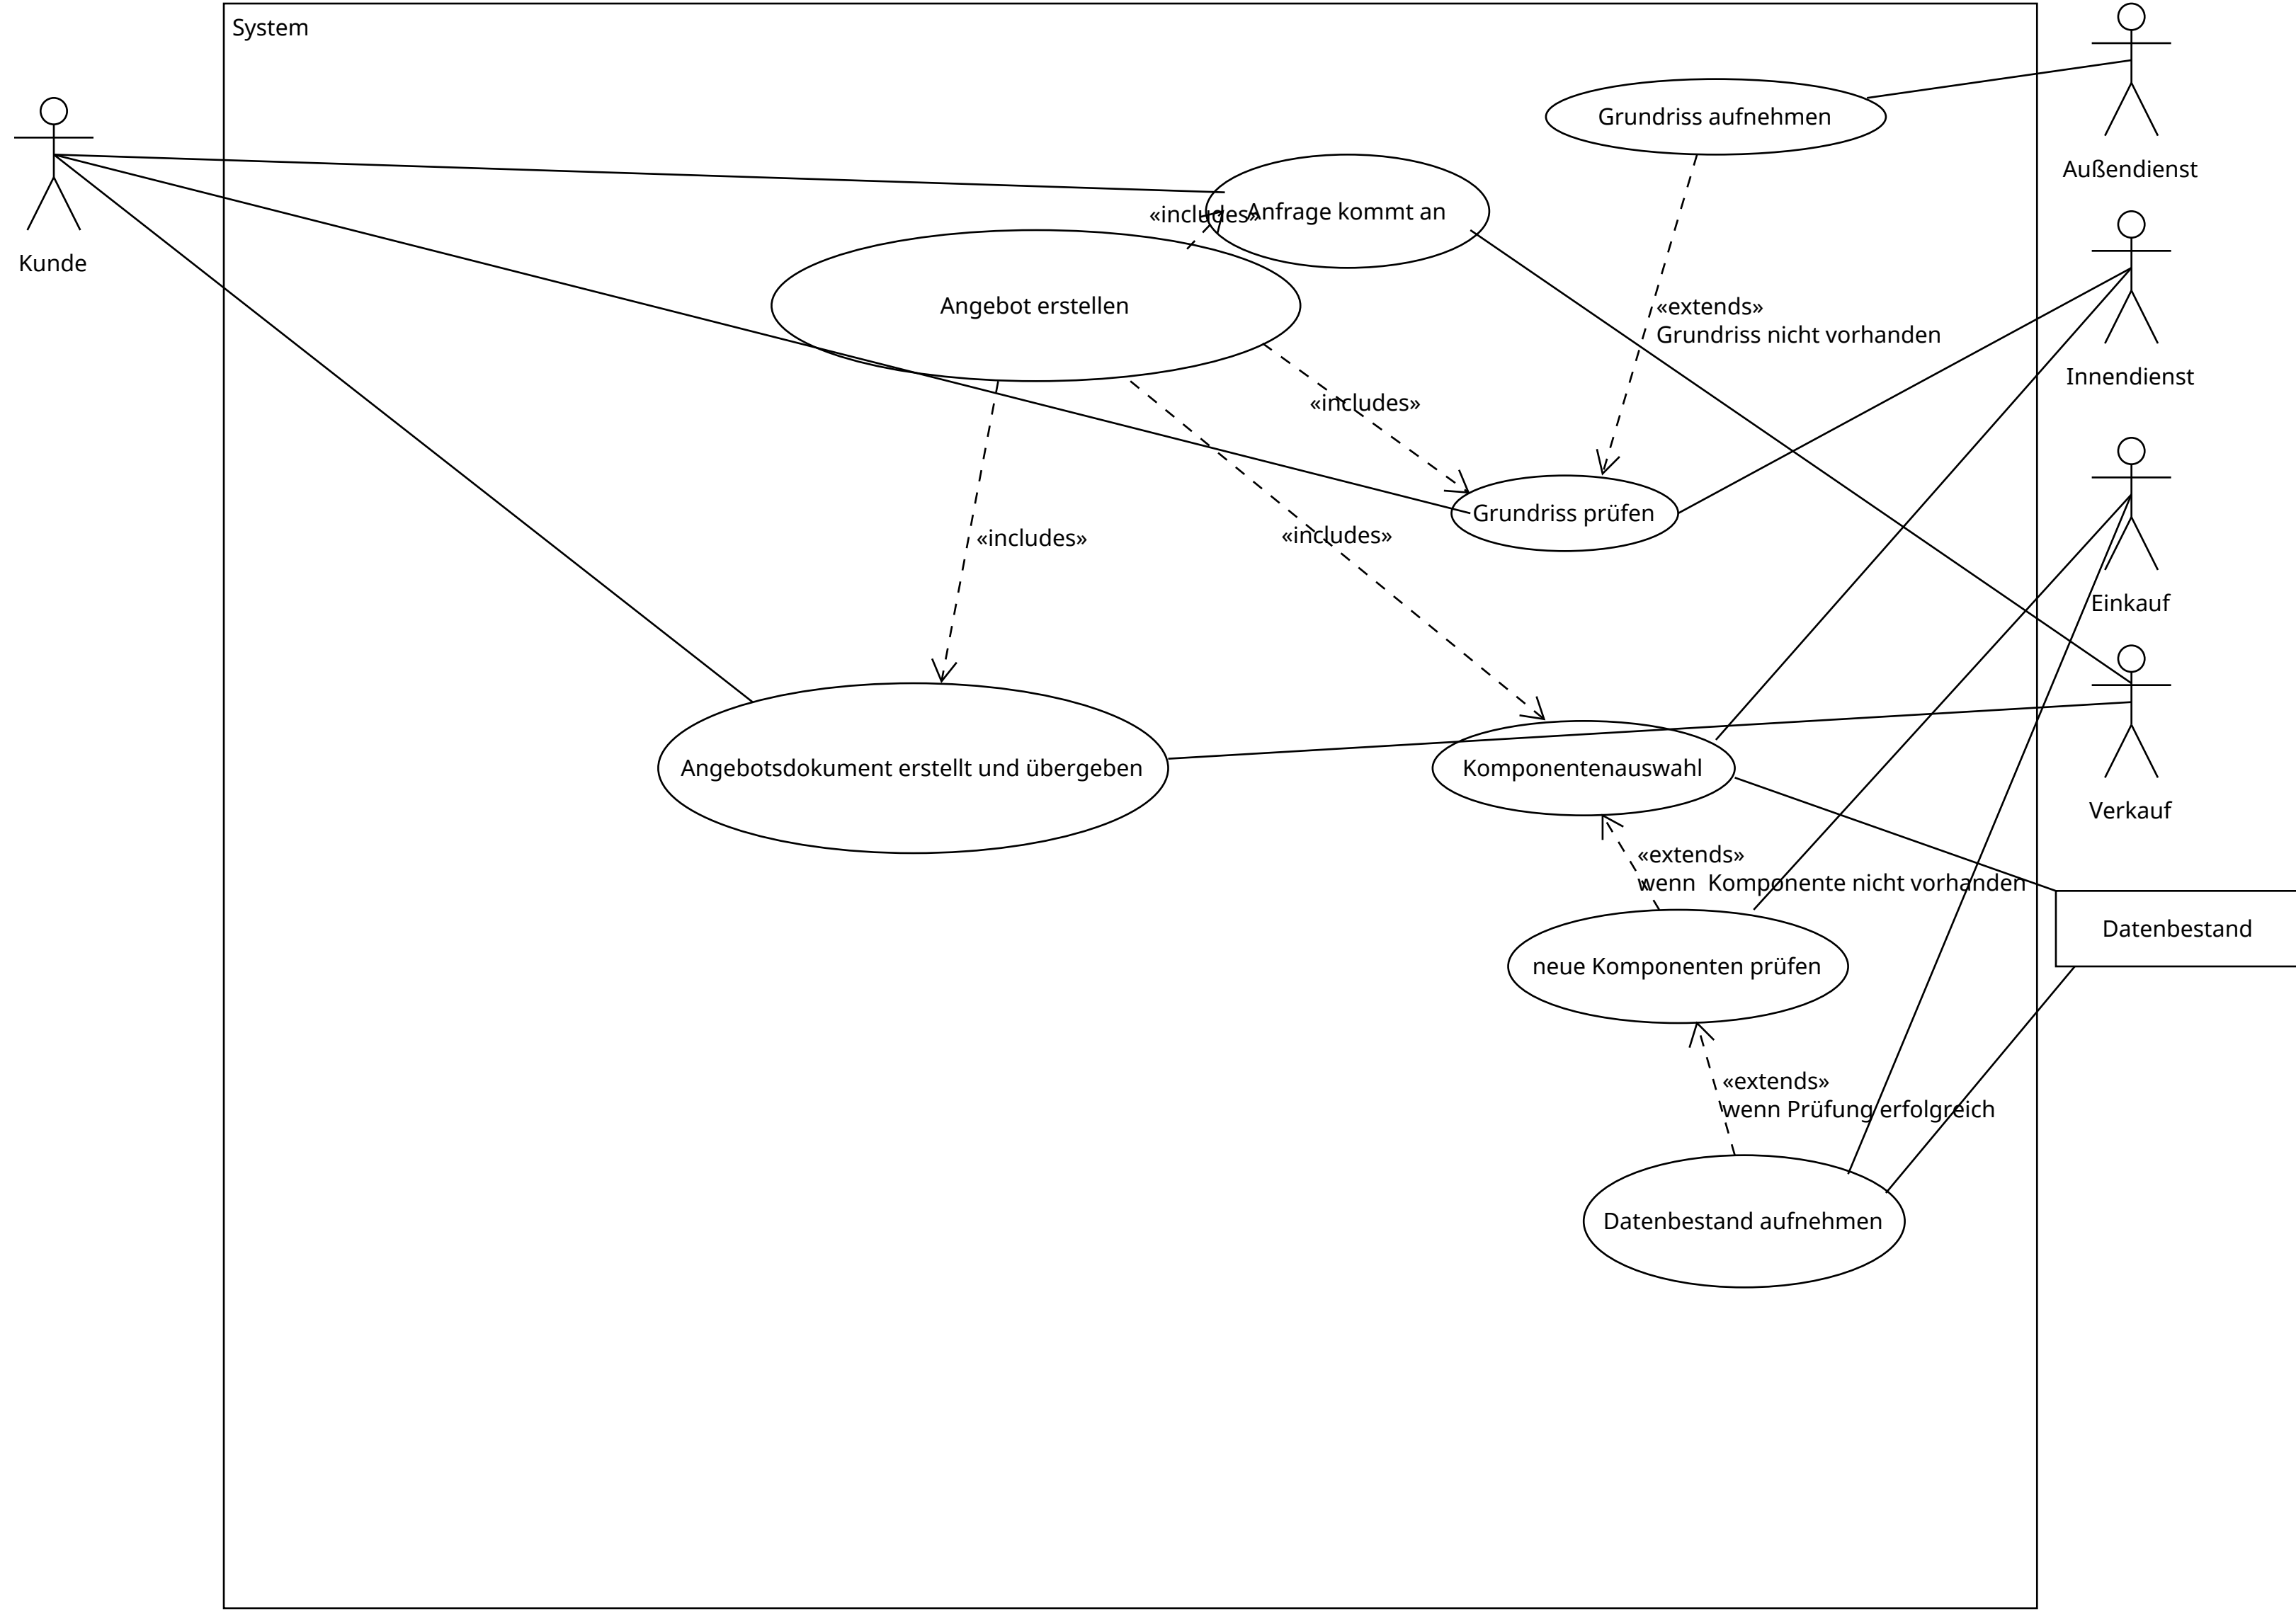 System
Kunde
Grundriss aufnehmen
Außendienst
«includes»
Anfrage kommt an
Angebot erstellen
«extends»
Grundriss nicht vorhanden
Innendienst
«includes»
Grundriss prüfen
«includes»
«includes»
Einkauf
Angebotsdokument erstellt und übergeben
Komponentenauswahl
Verkauf
«extends»
wenn  Komponente nicht vorhanden
Datenbestand
neue Komponenten prüfen
«extends»
wenn Prüfung erfolgreich
Datenbestand aufnehmen